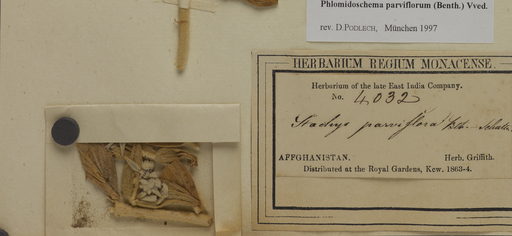 Phlomidoschema parviflorum (Benth.) Vved.
rev. D.PODLECH, München 1997
HERBARIUM REGIUM MONACENSE.
Herbarium of the late East India Company.
No. 4032
Stachys parviflora Bth.
AFFGHANISTAN. Herb. Griffith.
Distributed at the Royal Gardens, Kew. 1863-4.